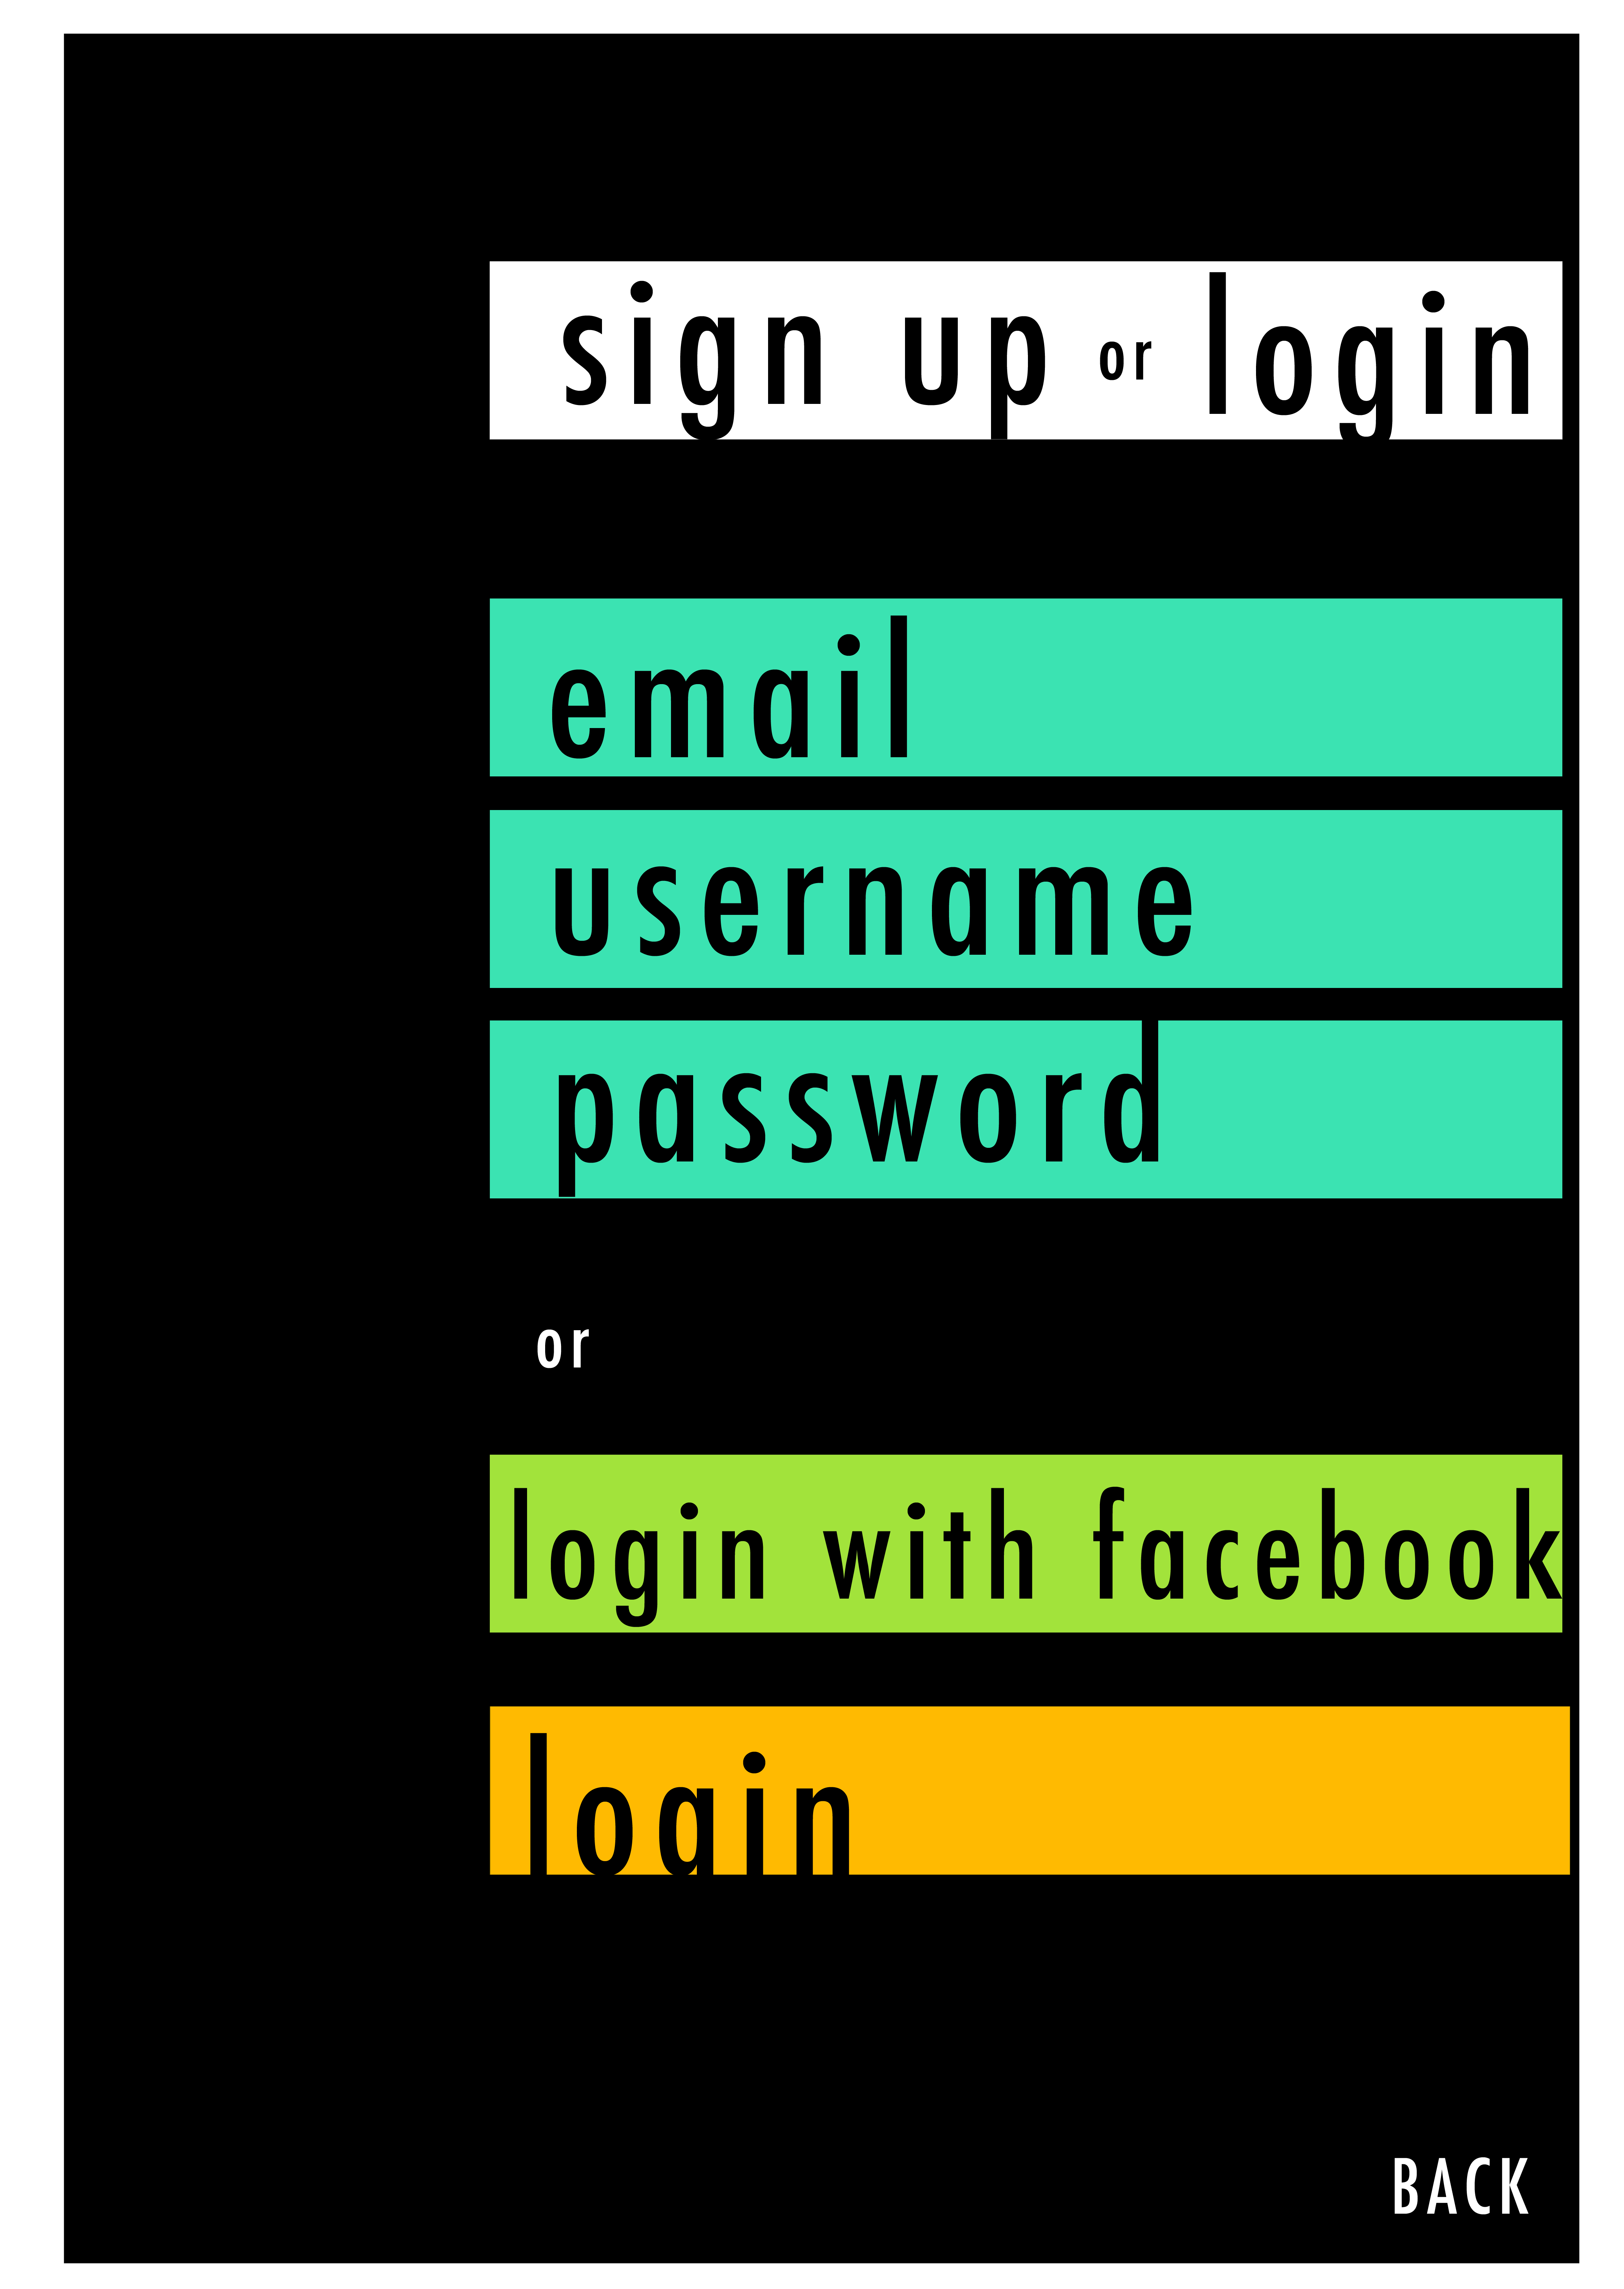 sign up or login
email
username
password
or
login with facebook
login
BACK